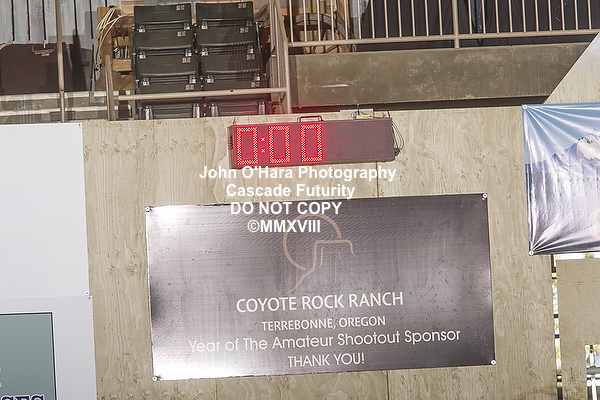 0:00
John O'Hara Photography
Cascade Futurity
DO NOT COPY
©MMXVIII
COYOTE ROCK RANCH
TERREBONNE, OREGON
Year of The Amateur Shootout Sponsor
THANK YOU!